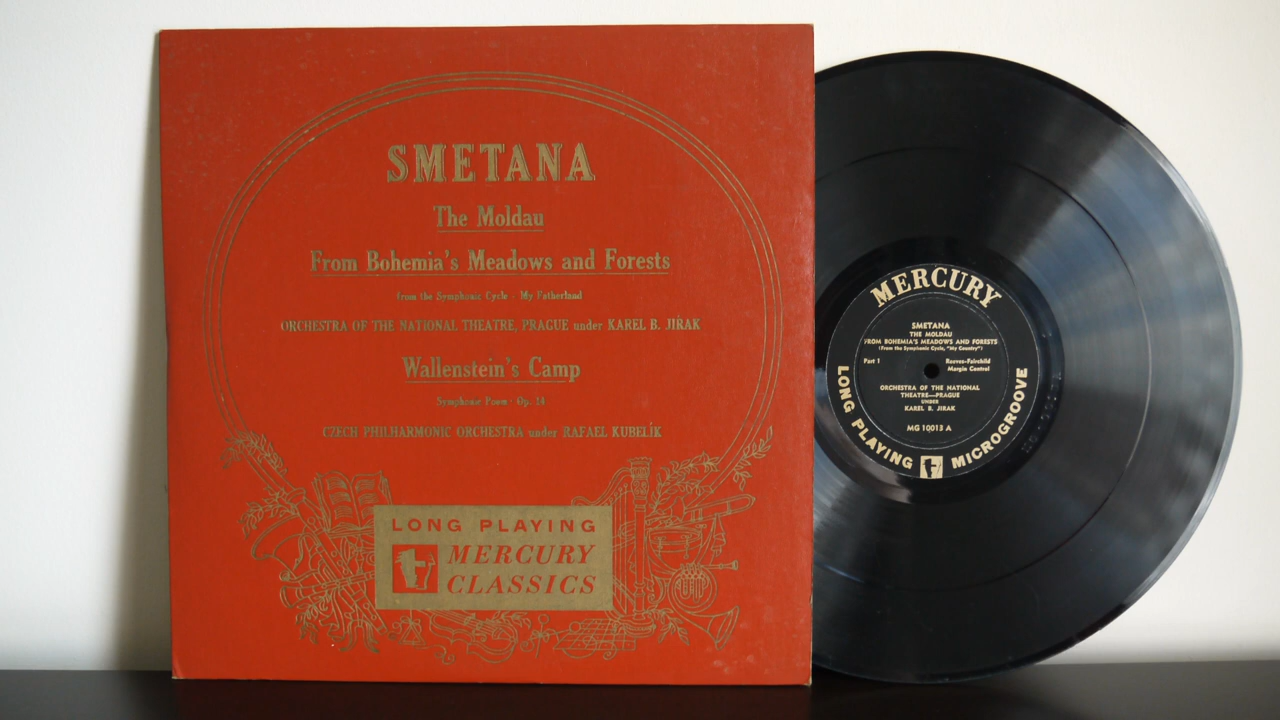 SMETANA
The Moldau
From Bohemia's Meadows and Forests
from the Symphonic Cycle - My Fatherland
ORCHESTRA OF THE NATIONAL THEATRE, PRAGUE under KAREL B. JIRAK
Wallenstein's Camp
Symphonic Poem - Op. 14
CZECH PHILHARMONIC ORCHESTRA under RAFAEL KUBELÍK
LONG PLAYING
MERCURY
CLASSICS
MERCURY
SMETANA
THE MOLDAU
FROM BOHEMIA'S MEADOWS AND FORESTS
(From the Symphonic Cycle, "My Country")
Part 1
Reeves-Fairchild
Margin Control
ORCHESTRA OF THE NATIONAL
THEATRE—PRAGUE
UNDER
KAREL B. JIRAK
MG 10013 A
LONG PLAYING MICROGROOVE